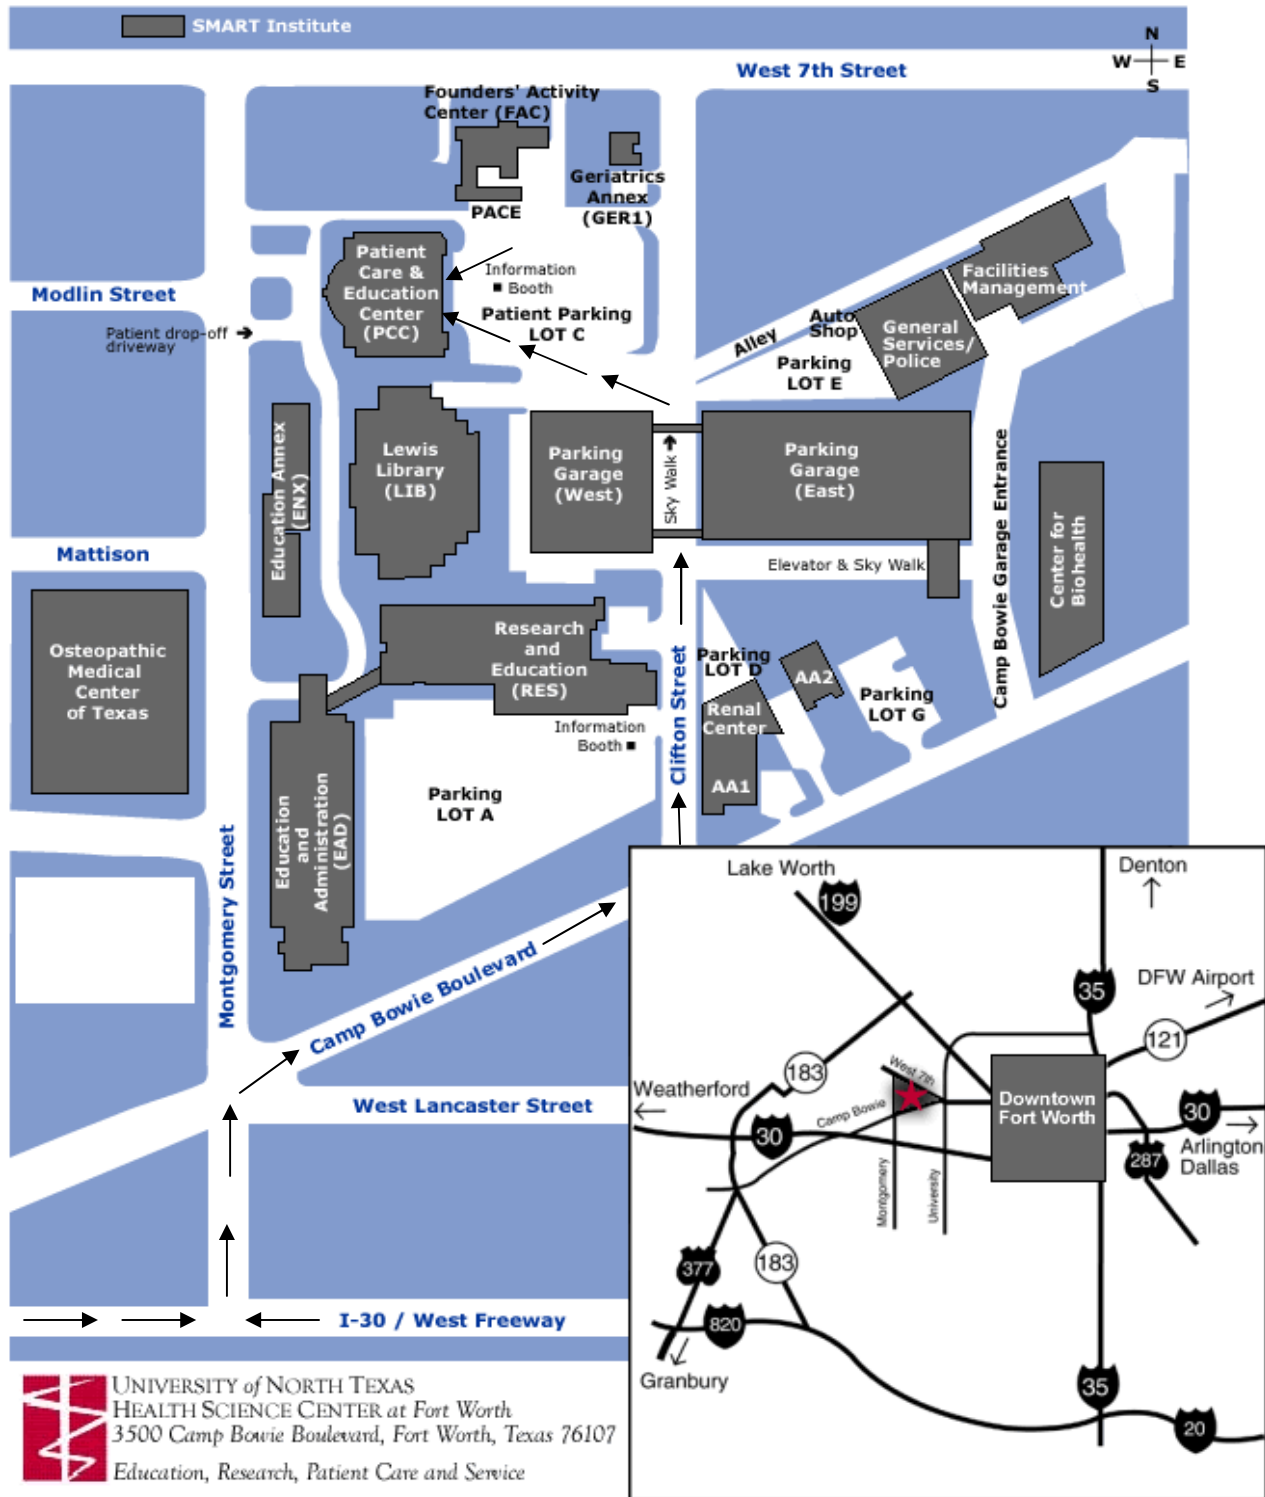 SMART Institute
N
W E
S
West 7th Street
Founders' Activity
Center (FAC)
Geriatrics
Annex
(GER1)
PACE
Patient
Care &
Education
Center
(PCC)
Information
Booth
Patient Parking
LOT C
Modlin Street
Patient drop-off
driveway
Facilities
Management
Auto
Shop
General
Services/
Police
Alley
Parking
LOT E
Education Annex
(ENX)
Lewis
Library
(LIB)
Parking
Garage
(West)
Sky Walk
Parking
Garage
(East)
Camp Bowie Garage Entrance
Center for
Biohealth
Mattison
Elevator & Sky Walk
Osteopathic
Medical
Center
of Texas
Research
and
Education
(RES)
Information
Booth
Clifton Street
Parking
LOT D
AA2
Parking
LOT G
Renal
Center
AA1
Parking
LOT A
Education
and
Administration
(EAD)
Montgomery Street
Camp Bowie Boulevard
West Lancaster Street
I-30 / West Freeway
Lake Worth
199
Denton
35
DFW Airport
121
183
West 7th
Weatherford
Camp Bowie
30
Downtown
Fort Worth
30
Arlington
Dallas
287
Montgomery
University
377
183
820
Granbury
35
20
UNIVERSITY of NORTH TEXAS
HEALTH SCIENCE CENTER at Fort Worth
3500 Camp Bowie Boulevard, Fort Worth, Texas 76107
Education, Research, Patient Care and Service